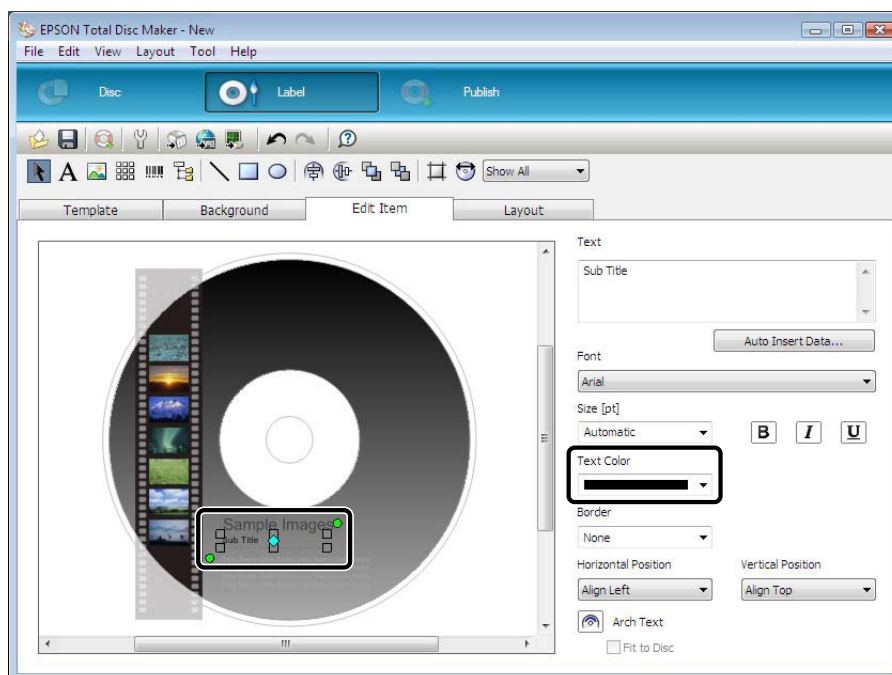 EPSON Total Disc Maker - New
File Edit View Layout Tool Help
Disc Label Publish
A Show All
Template Background Edit Item Layout
Text
Sub Title
Auto Insert Data...
Font
Arial
Size [pt]
Automatic B I U
Text Color
Border
None
Horizontal Position Vertical Position
Align Left Align Top
Arch Text
Fit to Disc
Sample Images
Sub Title